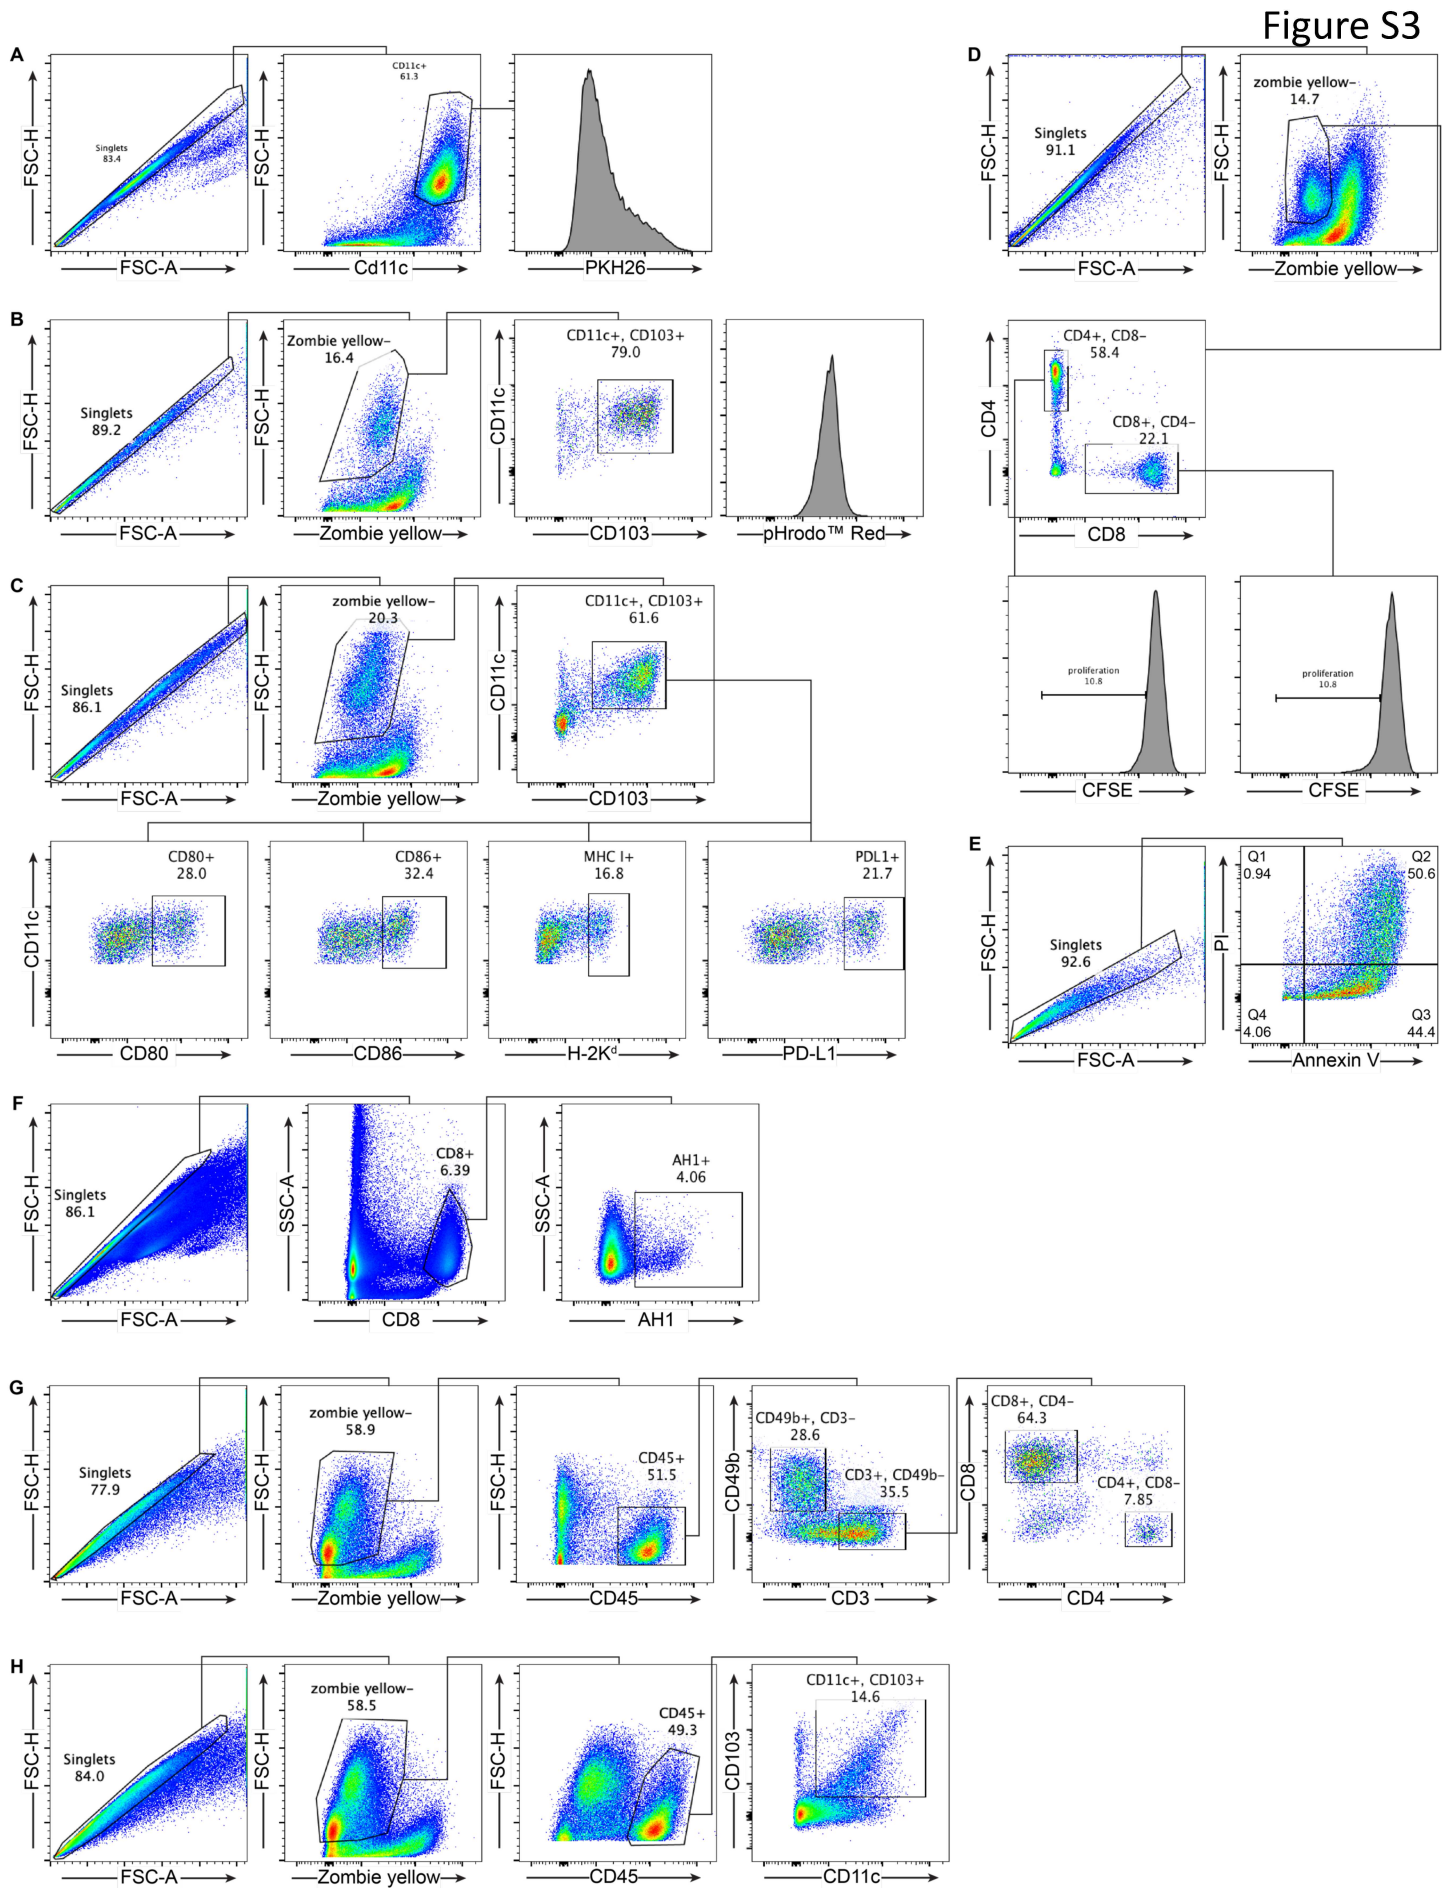 Figure S3
A
FSC-H
Singlets
83.4
FSC-A
FSC-H
CD11c+
61.3
Cd11c
PKH26
B
FSC-H
Singlets
89.2
FSC-A
FSC-H
Zombie yellow-
16.4
Zombie yellow
CD11c
CD11c+, CD103+
79.0
CD103
pHrodo™ Red
C
FSC-H
Singlets
86.1
FSC-A
FSC-H
zombie yellow-
20.3
Zombie yellow
CD11c
CD11c+, CD103+
61.6
CD103
CD11c
CD80+
28.0
CD80
CD86+
32.4
CD86
MHC I+
16.8
H-2Kᵈ
PDL1+
21.7
PD-L1
D
FSC-H
Singlets
91.1
FSC-A
FSC-H
zombie yellow-
14.7
Zombie yellow
CD4
CD4+, CD8-
58.4
CD8+, CD4-
22.1
CD8
proliferation
10.8
CFSE
proliferation
10.8
CFSE
E
FSC-H
Singlets
92.6
FSC-A
PI
Q1
0.94
Q2
50.6
Q4
4.06
Q3
44.4
Annexin V
F
FSC-H
Singlets
86.1
FSC-A
SSC-A
CD8+
6.39
CD8
SSC-A
AH1+
4.06
AH1
G
FSC-H
Singlets
77.9
FSC-A
FSC-H
zombie yellow-
58.9
Zombie yellow
FSC-H
CD45+
51.5
CD45
CD49b
CD49b+, CD3-
28.6
CD3+, CD49b-
35.5
CD3
CD8
CD8+, CD4-
64.3
CD4+, CD8-
7.85
CD4
H
FSC-H
Singlets
84.0
FSC-A
FSC-H
zombie yellow-
58.5
Zombie yellow
FSC-H
CD45+
49.3
CD45
CD103
CD11c+, CD103+
14.6
CD11c